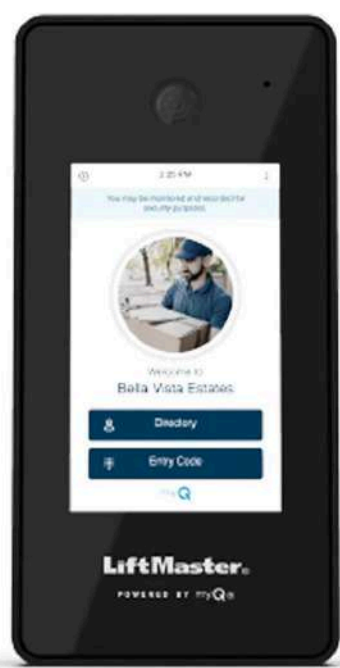 2:35 PM
You may be monitored and recorded for
security purposes
Welcome to
Bella Vista Estates
Directory
Entry Code
myQ
LiftMaster®
POWERED BY myQ®